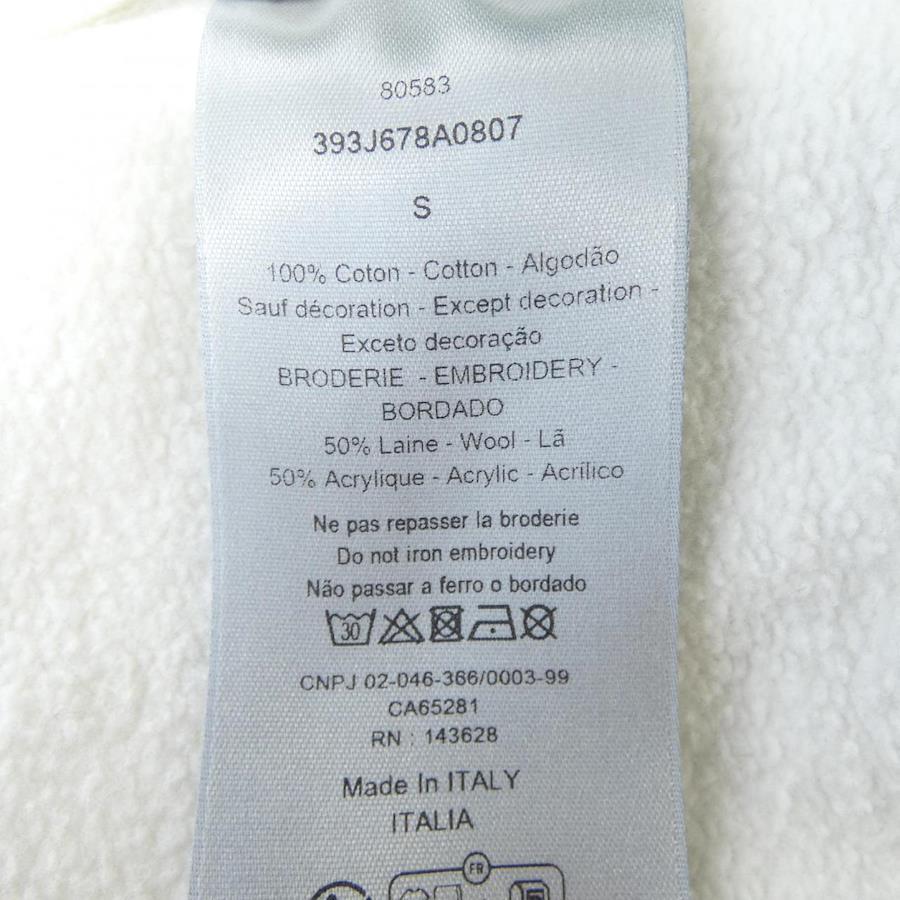 80583
393J678A0807
S
100% Coton - Cotton - Algodão
Sauf décoration - Except decoration -
Exceto decoração
BRODERIE - EMBROIDERY -
BORDADO
50% Laine - Wool - Lã
50% Acrylique - Acrylic - Acrílico
Ne pas repasser la broderie
Do not iron embroidery
Não passar a ferro o bordado
30
CNPJ 02-046-366/0003-99
CA65281
RN : 143628
Made In ITALY
ITALIA
FR